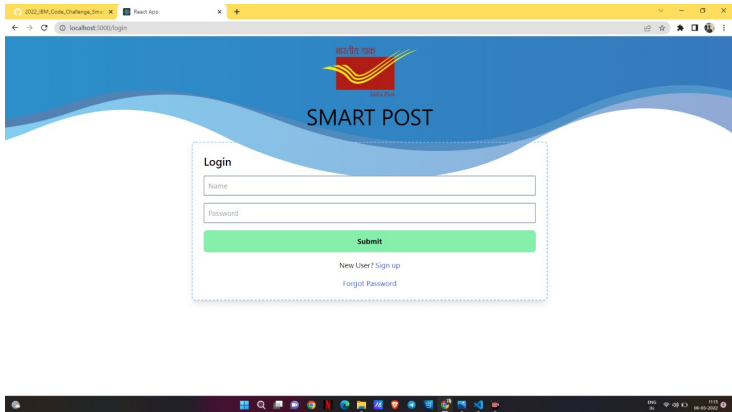 2022_IBM_Code_Challenge_Smar
React App
localhost:3000/login
भारतीय डाक
India Post
SMART POST
Login
Name
Password
Submit
New User? Sign up
Forgot Password
ENG
IN
11:15
09-05-2022